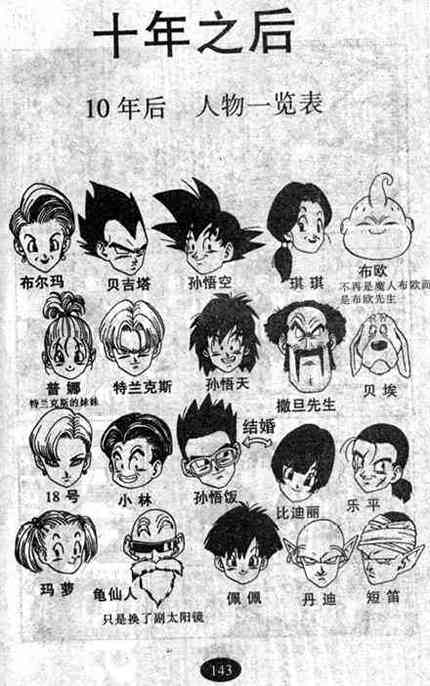 十年之后
10年后 人物一览表
布尔玛 贝吉塔 孙悟空 琪琪 布欧
不再是魔人布欧而
是布欧先生
普娜 特兰克斯 孙悟天 撒旦先生 贝埃
特兰克斯的妹妹
结婚
18号 小林 孙悟饭 比迪丽 乐平
玛萝 龟仙人 佩佩 丹迪 短笛
只是换了副太阳镜
143